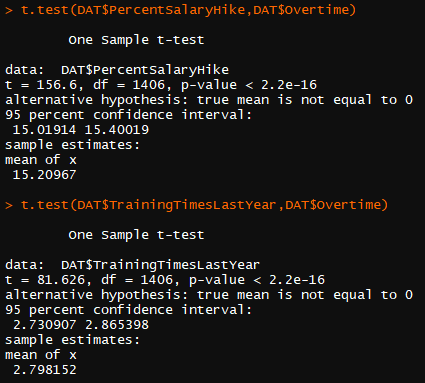 > t.test(DAT$PercentSalaryHike,DAT$Overtime)
One Sample t-test
data: DAT$PercentSalaryHike
t = 156.6, df = 1406, p-value < 2.2e-16
alternative hypothesis: true mean is not equal to 0
95 percent confidence interval:
15.01914 15.40019
sample estimates:
mean of x
15.20967
> t.test(DAT$TrainingTimesLastYear,DAT$Overtime)
One Sample t-test
data: DAT$TrainingTimesLastYear
t = 81.626, df = 1406, p-value < 2.2e-16
alternative hypothesis: true mean is not equal to 0
95 percent confidence interval:
2.730907 2.865398
sample estimates:
mean of x
2.798152